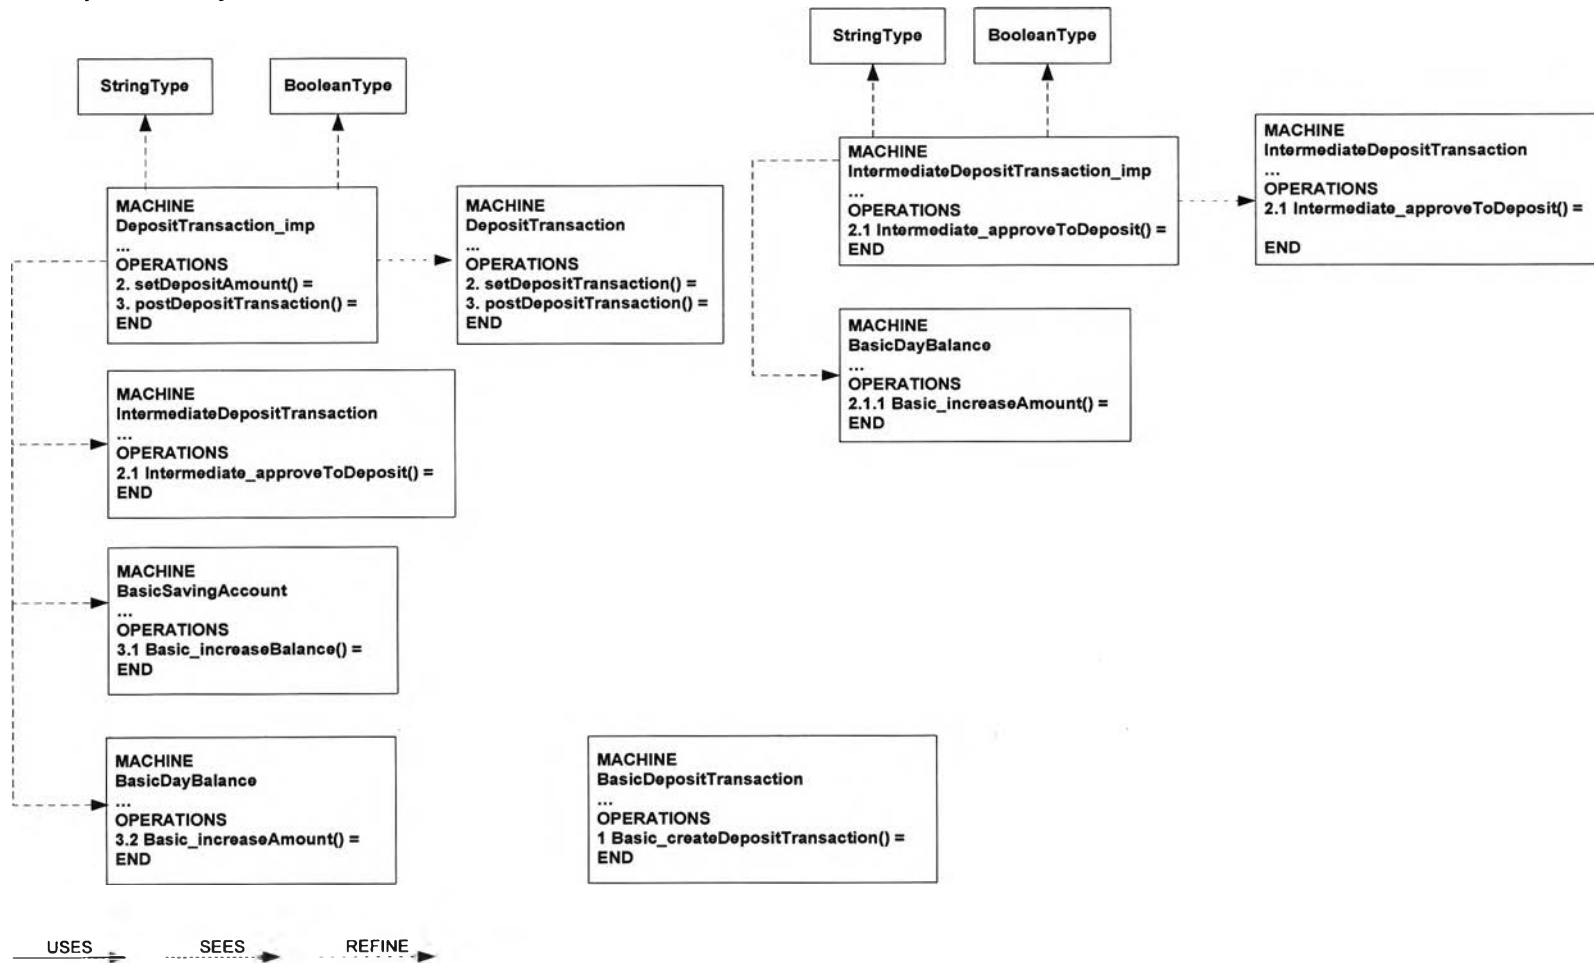 StringType
BooleanType
MACHINE
DepositTransaction_imp
...
OPERATIONS
2. setDepositAmount() =
3. postDepositTransaction() =
END
MACHINE
DepositTransaction
...
OPERATIONS
2. setDepositTransaction() =
3. postDepositTransaction() =
END
MACHINE
IntermediateDepositTransaction
...
OPERATIONS
2.1 Intermediate_approveToDeposit() =
END
MACHINE
BasicSavingAccount
...
OPERATIONS
3.1 Basic_increaseBalance() =
END
MACHINE
BasicDayBalance
...
OPERATIONS
3.2 Basic_increaseAmount() =
END
StringType
BooleanType
MACHINE
IntermediateDepositTransaction_imp
...
OPERATIONS
2.1 Intermediate_approveToDeposit() =
END
MACHINE
IntermediateDepositTransaction
...
OPERATIONS
2.1 Intermediate_approveToDeposit() =
END
MACHINE
BasicDayBalance
...
OPERATIONS
2.1.1 Basic_increaseAmount() =
END
MACHINE
BasicDepositTransaction
...
OPERATIONS
1 Basic_createDepositTransaction() =
END
USES
SEES
REFINE